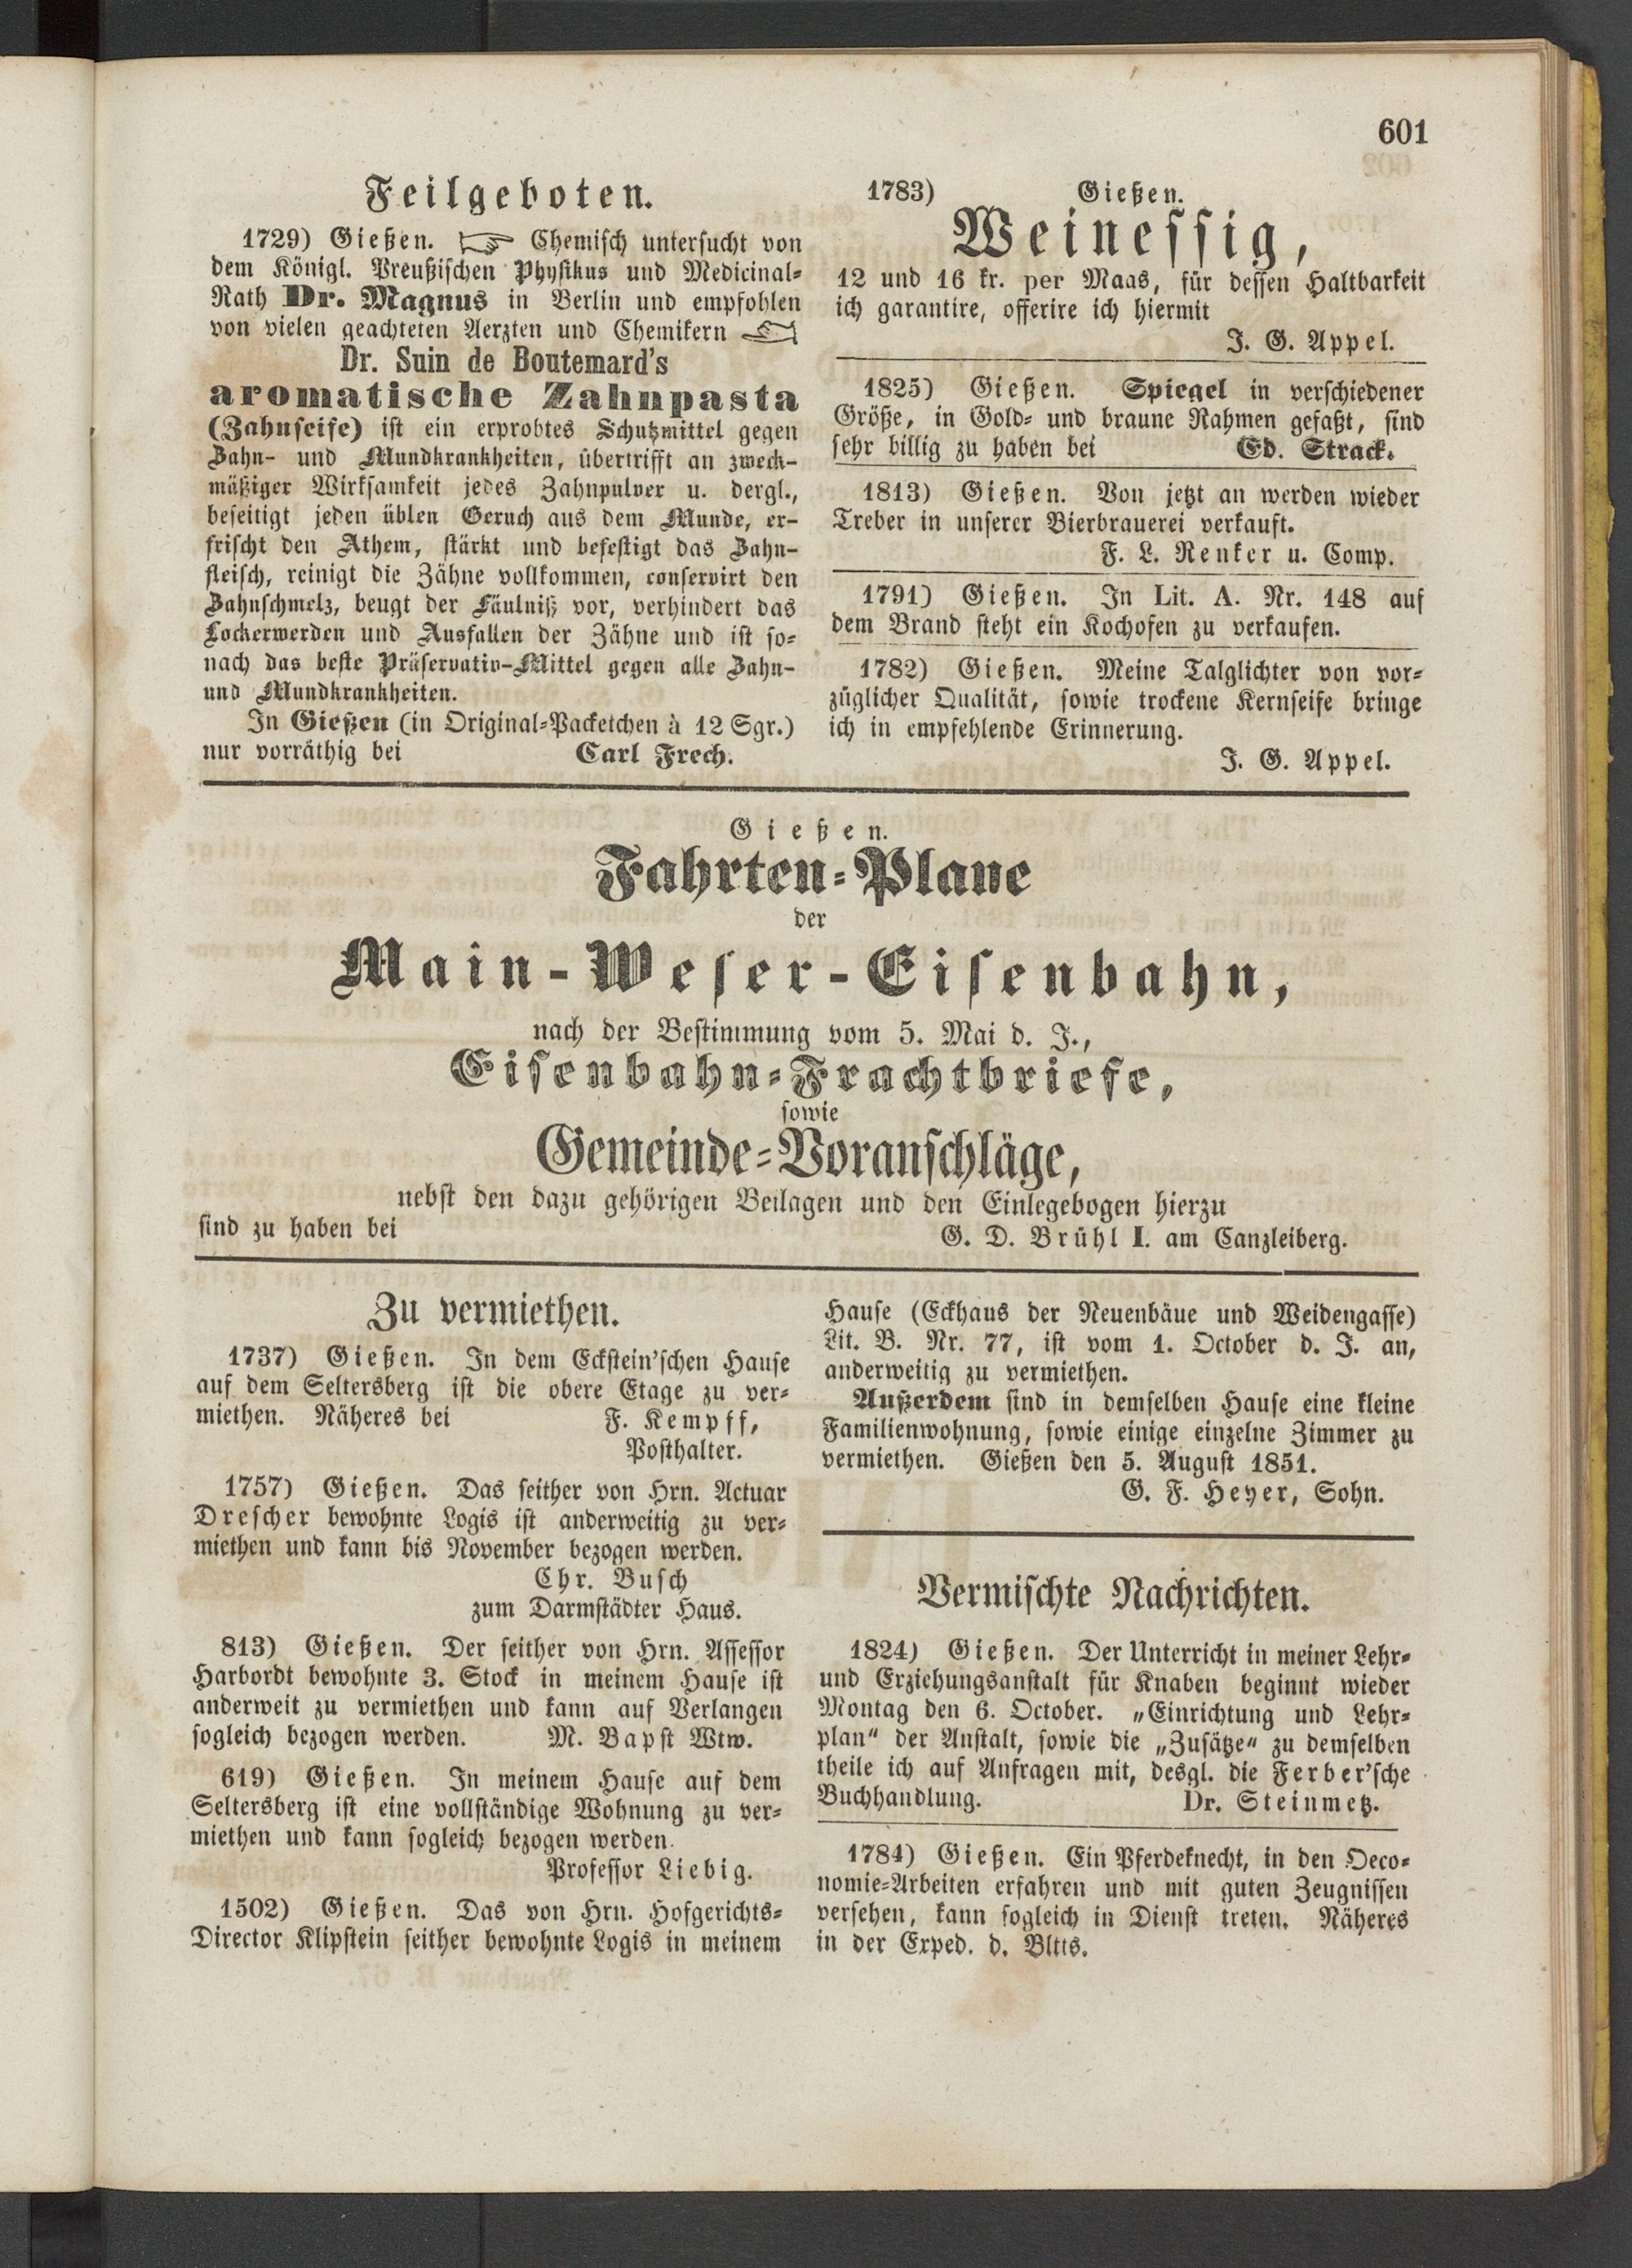 601
Feilgeboten.
1729) Gießen. ☞ Chemisch untersucht von
dem Königl. Preußischen Physikus und Medicinal-
Rath Dr. Magnus in Berlin und empfohlen
von vielen geachteten Aerzten und Chemikern ☜
Dr. Suin de Boutemard's
aromatische Zahnpasta
(Zahnseife) ist ein erprobtes Schutzmittel gegen
Zahn- und Mundkrankheiten, übertrifft an zweck-
mäßiger Wirksamkeit jedes Zahnpulver u. dergl.,
beseitigt jeden üblen Geruch aus dem Munde, er-
frischt den Athem, stärkt und befestigt das Zahn-
fleisch, reinigt die Zähne vollkommen, conservirt den
Zahnschmelz, beugt der Fäulniß vor, verhindert das
Lockerwerden und Ausfallen der Zähne und ist so-
nach das beste Präservativ-Mittel gegen alle Zahn-
und Mundkrankheiten.
In Gießen (in Original-Packetchen à 12 Sgr.)
nur vorräthig bei Carl Frech.
1783) Gießen.
Weinessig,
12 und 16 kr. per Maas, für dessen Haltbarkeit
ich garantire, offerire ich hiermit
J. G. Appel.
1825) Gießen. Spiegel in verschiedener
Größe, in Gold- und braune Rahmen gefaßt, sind
sehr billig zu haben bei Ed. Strack.
1813) Gießen. Von jetzt an werden wieder
Treber in unserer Bierbrauerei verkauft.
F. L. Renker u. Comp.
1791) Gießen. In Lit. A. Nr. 148 auf
dem Brand steht ein Kochofen zu verkaufen.
1782) Gießen. Meine Talglichter von vor-
züglicher Qualität, sowie trockene Kernseife bringe
ich in empfehlende Erinnerung.
J. G. Appel.
Gießen.
Fahrten-Plane
der
Main-Weser-Eisenbahn,
nach der Bestimmung vom 5. Mai d. J.,
Eisenbahn-Frachtbriefe,
sowie
Gemeinde-Voranschläge,
nebst den dazu gehörigen Beilagen und den Einlegebogen hierzu
sind zu haben bei G. D. Brühl I. am Canzleiberg.
Zu vermiethen.
1737) Gießen. In dem Eckstein'schen Hause
auf dem Seltersberg ist die obere Etage zu ver-
miethen. Näheres bei F. Kempff,
Posthalter.
1757) Gießen. Das seither von Hrn. Actuar
Drescher bewohnte Logis ist anderweitig zu ver-
miethen und kann bis November bezogen werden.
Chr. Busch
zum Darmstädter Haus.
813) Gießen. Der seither von Hrn. Assessor
Harbordt bewohnte 3. Stock in meinem Hause ist
anderweit zu vermiethen und kann auf Verlangen
sogleich bezogen werden. M. Bapst Wtw.
619) Gießen. In meinem Hause auf dem
Seltersberg ist eine vollständige Wohnung zu ver-
miethen und kann sogleich bezogen werden.
Professor Liebig.
1502) Gießen. Das von Hrn. Hofgerichts-
Director Klipstein seither bewohnte Logis in meinem
Hause (Eckhaus der Neuenbäue und Weidengasse)
Lit. B. Nr. 77, ist vom 1. October d. J. an,
anderweitig zu vermiethen.
Außerdem sind in demselben Hause eine kleine
Familienwohnung, sowie einige einzelne Zimmer zu
vermiethen. Gießen den 5. August 1851.
G. F. Heyer, Sohn.
Vermischte Nachrichten.
1824) Gießen. Der Unterricht in meiner Lehr-
und Erziehungsanstalt für Knaben beginnt wieder
Montag den 6. October. „Einrichtung und Lehr-
plan“ der Anstalt, sowie die „Zusätze“ zu demselben
theile ich auf Anfragen mit, desgl. die Ferber'sche
Buchhandlung. Dr. Steinmetz.
1784) Gießen. Ein Pferdeknecht, in den Oeco-
nomie-Arbeiten erfahren und mit guten Zeugnissen
versehen, kann sogleich in Dienst treten. Näheres
in der Exped. d. Bltts.